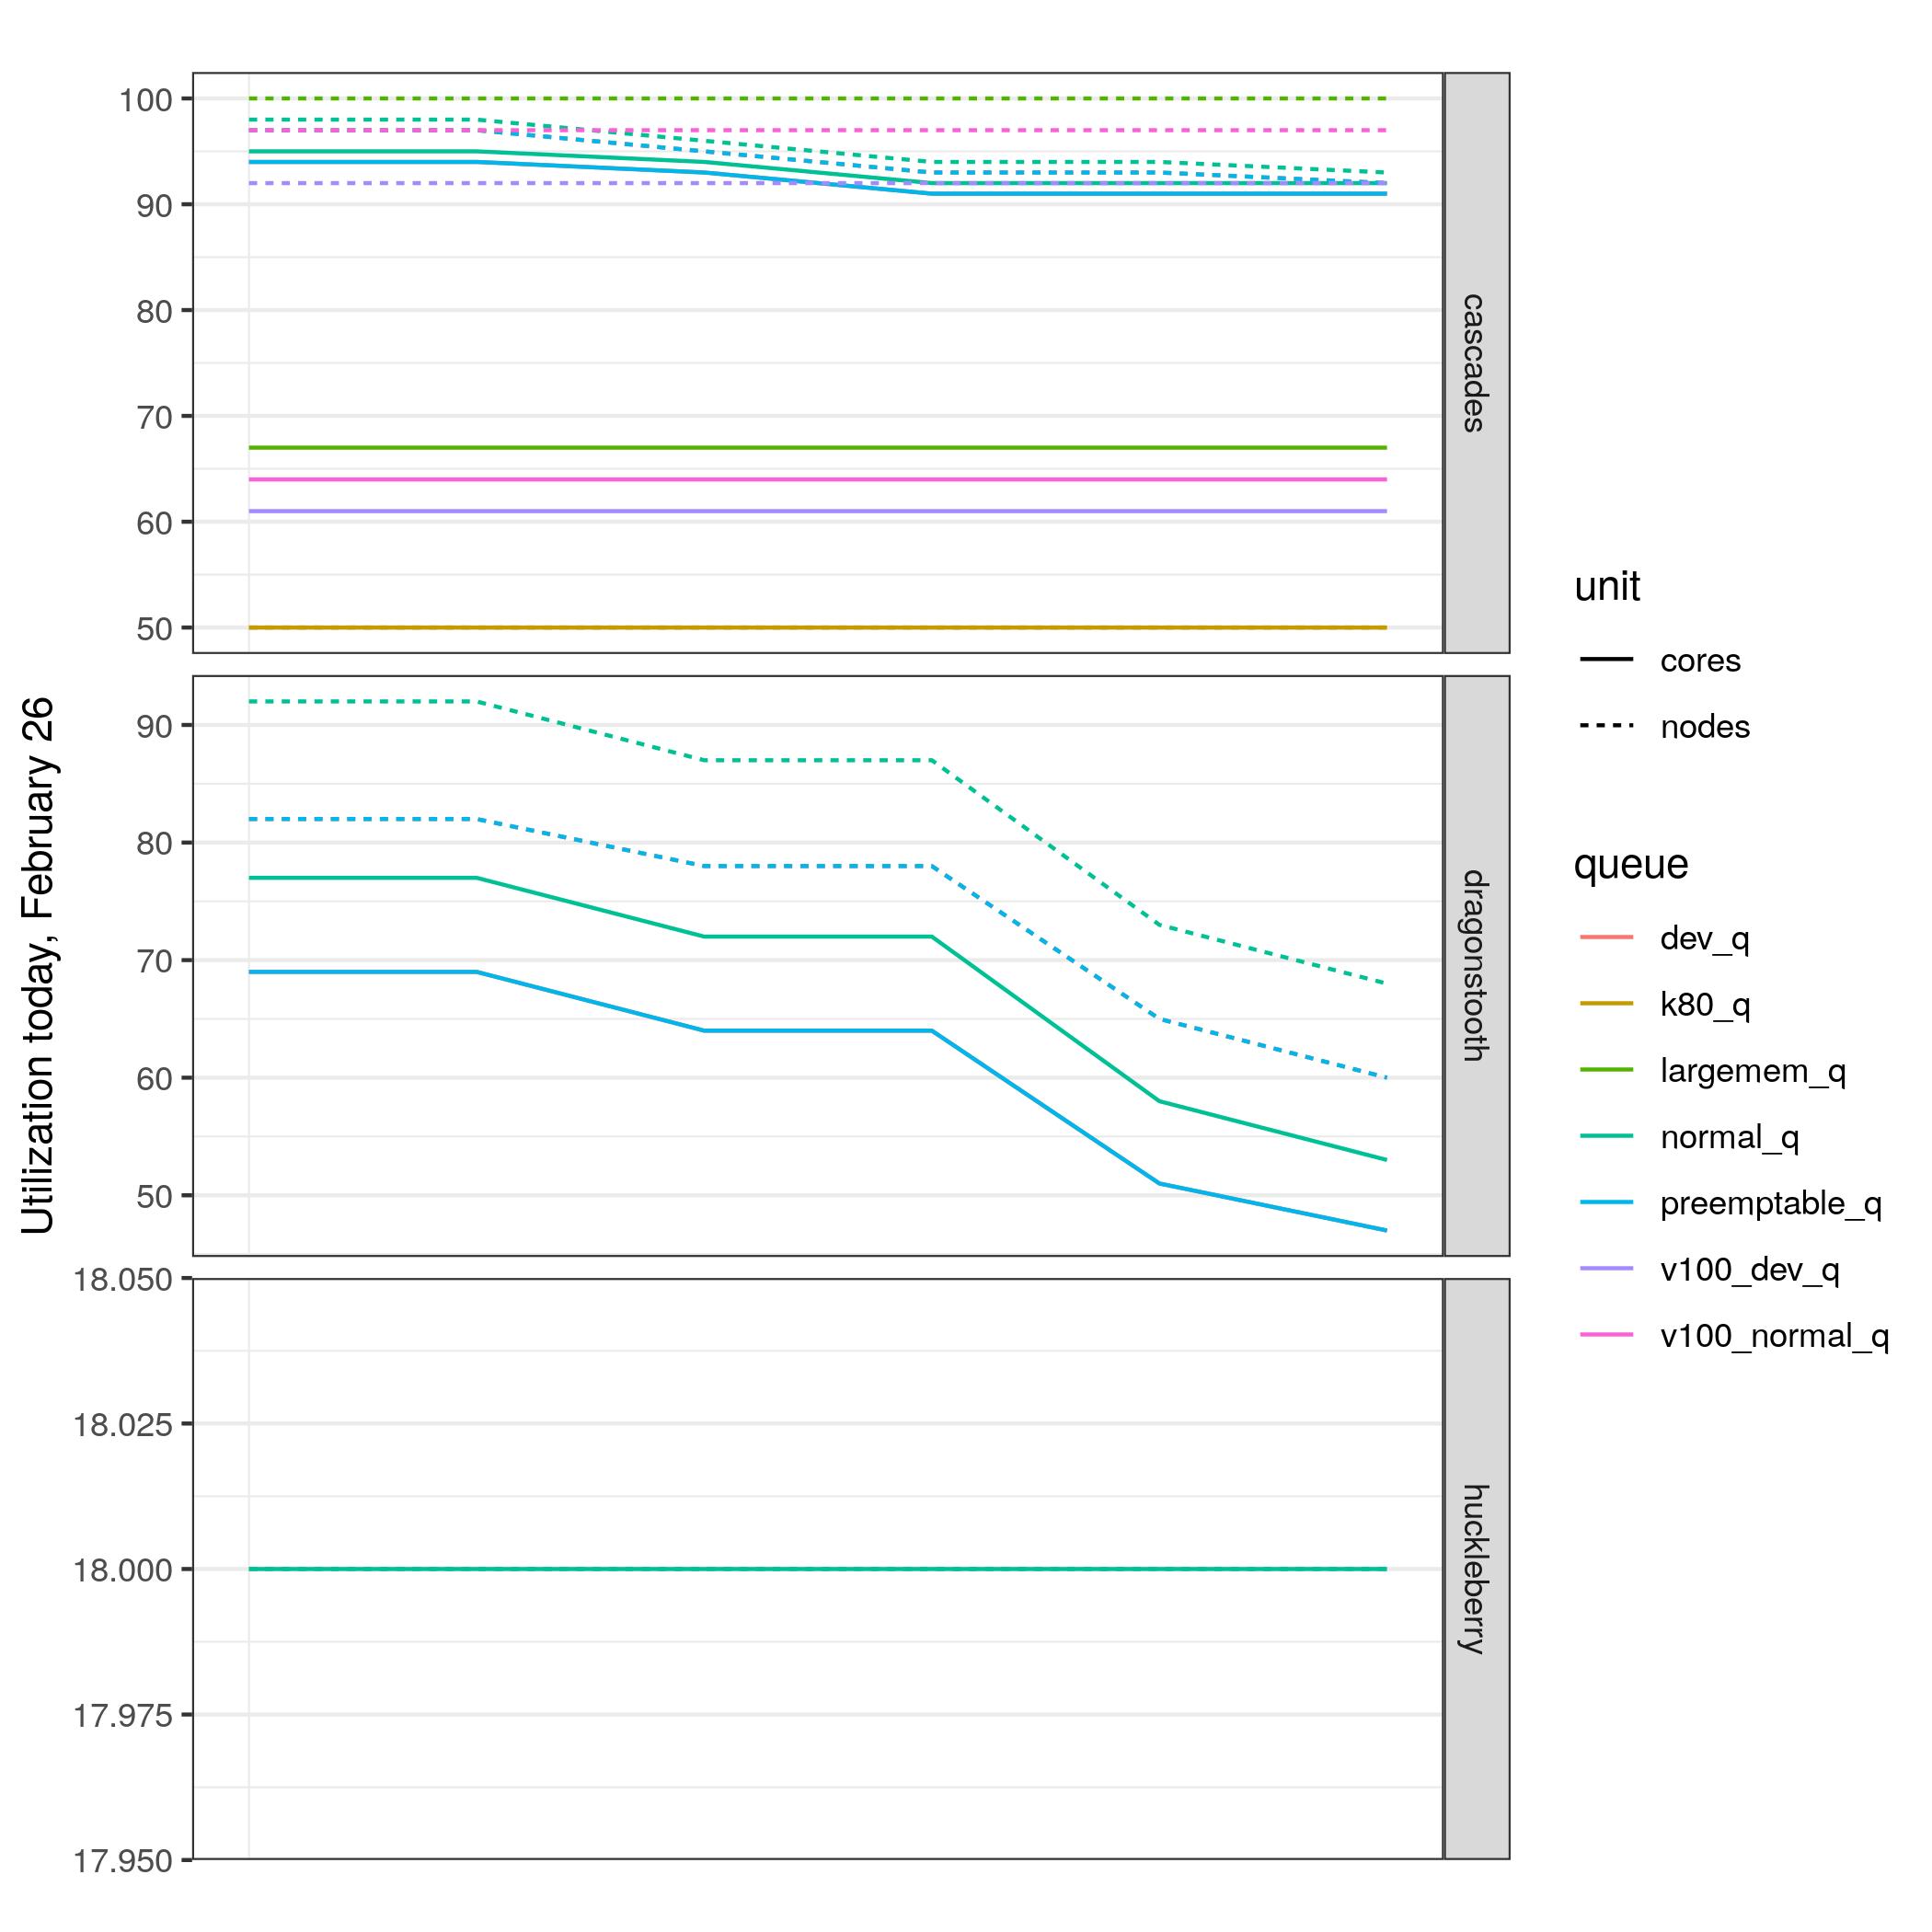 Utilization today, February 26
100
90
80
70
60
50
cascades
90
80
70
60
50
dragonstooth
18.050
18.025
18.000
17.975
17.950
huckleberry
unit
cores
nodes
queue
dev_q
k80_q
largemem_q
normal_q
preemptable_q
v100_dev_q
v100_normal_q